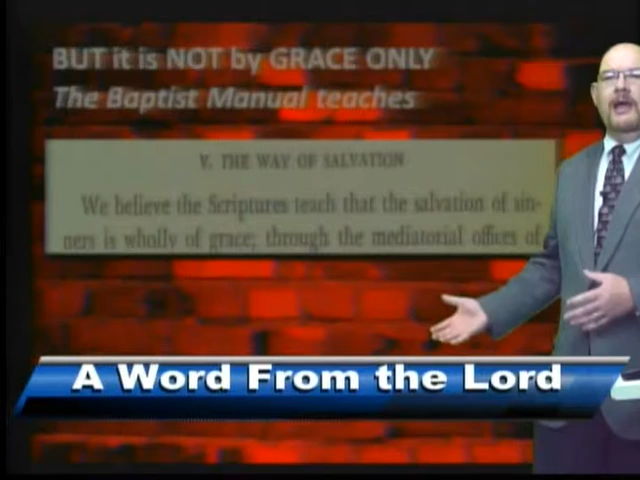 BUT it is NOT by GRACE ONLY
The Baptist Manual teaches
V. THE WAY OF SALVATION
We believe the Scriptures teach that the salvation of sin-
ners is wholly of grace; through the mediatorial offices of
A Word From the Lord